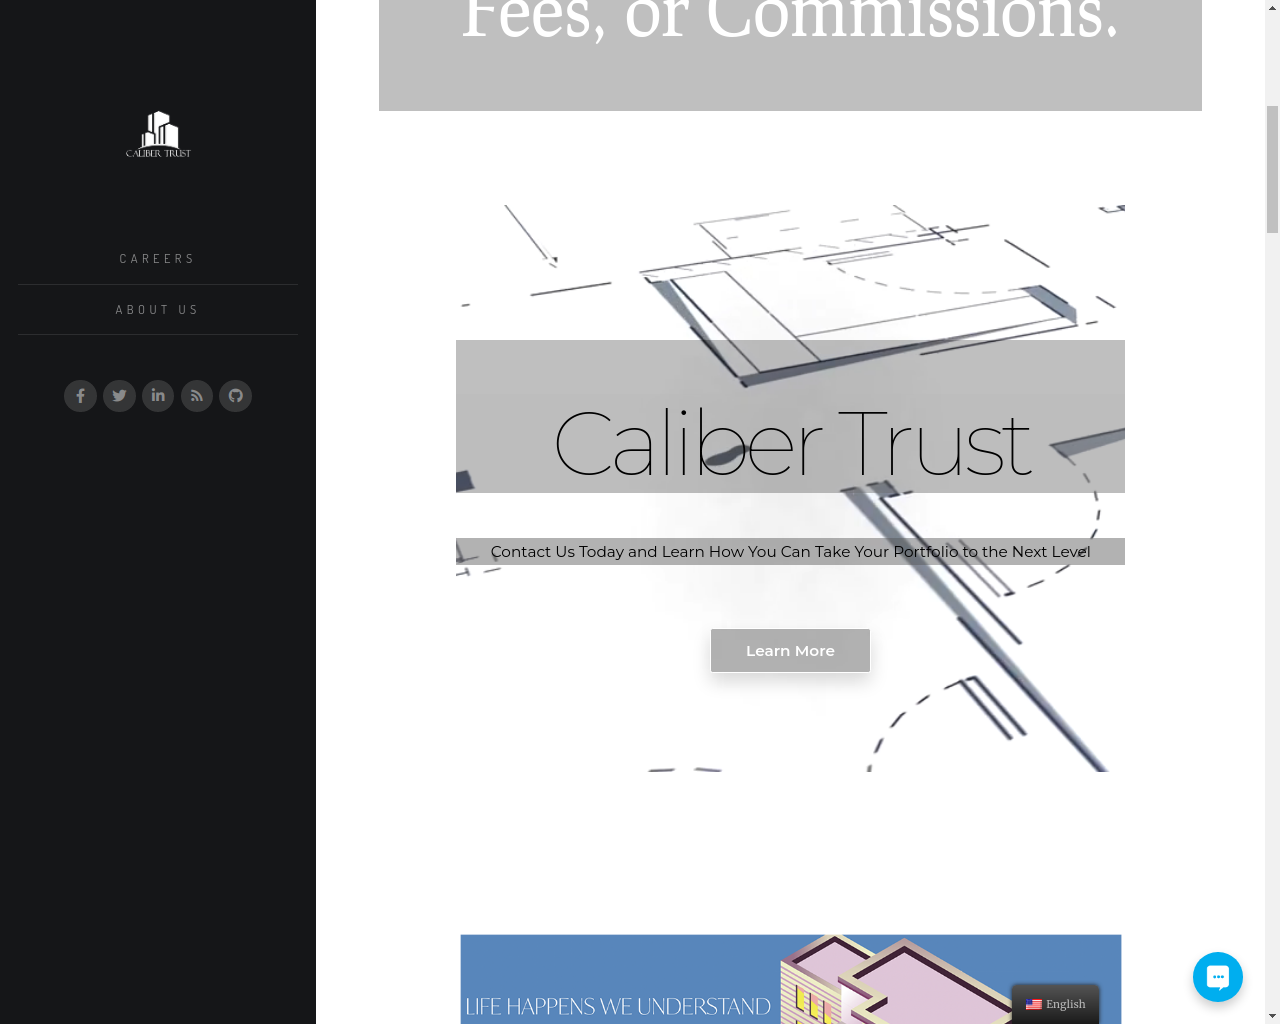 Fees, or Commissions.
CALIBER TRUST
CAREERS
ABOUT US
Caliber Trust
Contact Us Today and Learn How You Can Take Your Portfolio to the Next Level
Learn More
LIFE HAPPENS WE UNDERSTAND
English